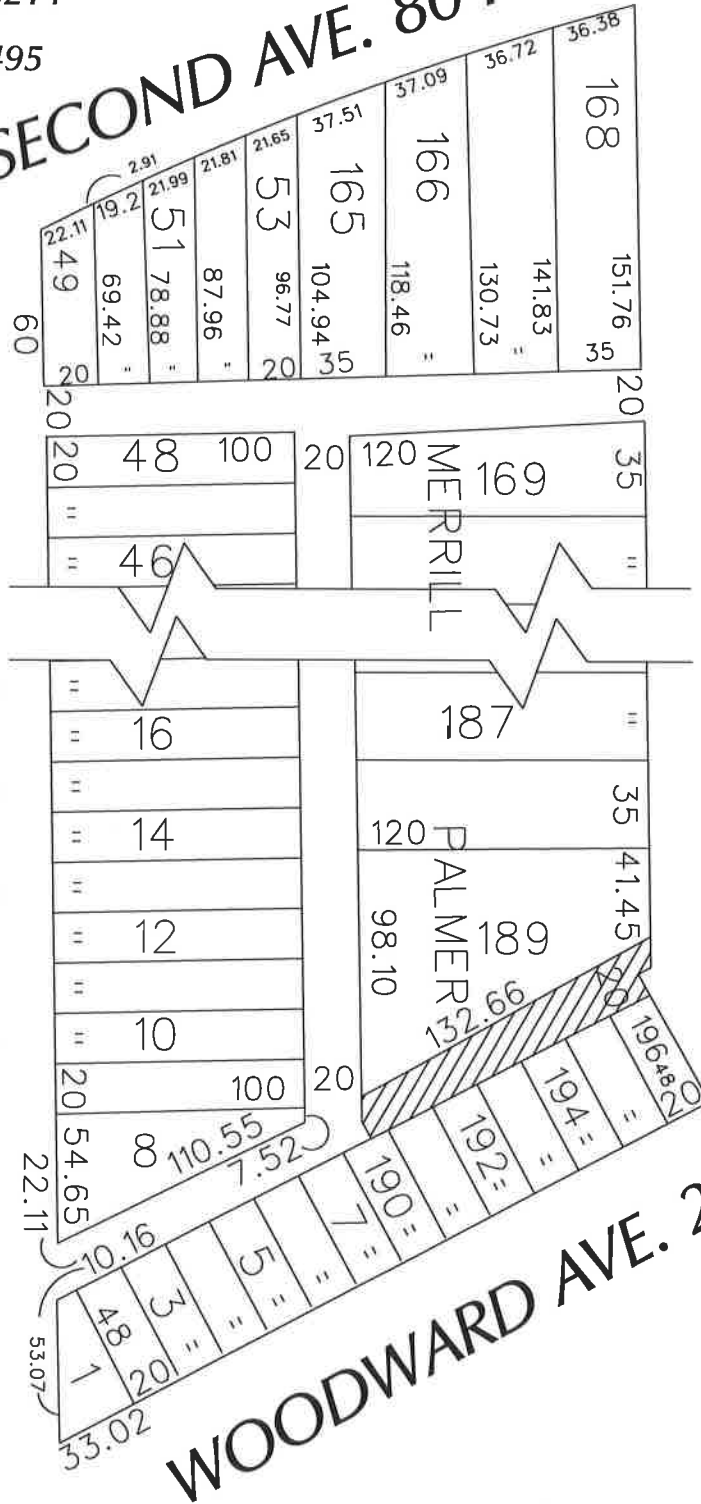 495
SECOND AVE. 80
2.91
22.11 19.2 21.99 21.81 21.65 37.51 37.09 36.72 36.38
49 51 53 165 166 168
60 69.42 78.88 87.96 96.77 104.94 118.46 130.73 141.83 151.76
20 " " " 20 35 " " 35
20 20
20 48 100 20 120 169 35
"
" 46 "
MERRILL
"
" 16 187 "
"
" 14 120 35
" 41.45
" 12 98.10 189
PALMER
"
" 10 132.66 20
20 100 20
54.65 8 110.55 7.52
22.11 10.16
196 48 20
"
194 "
"
192 "
"
190 "
7 "
"
5 "
"
3 "
48 20
1
53.07
33.02
WOODWARD AVE.